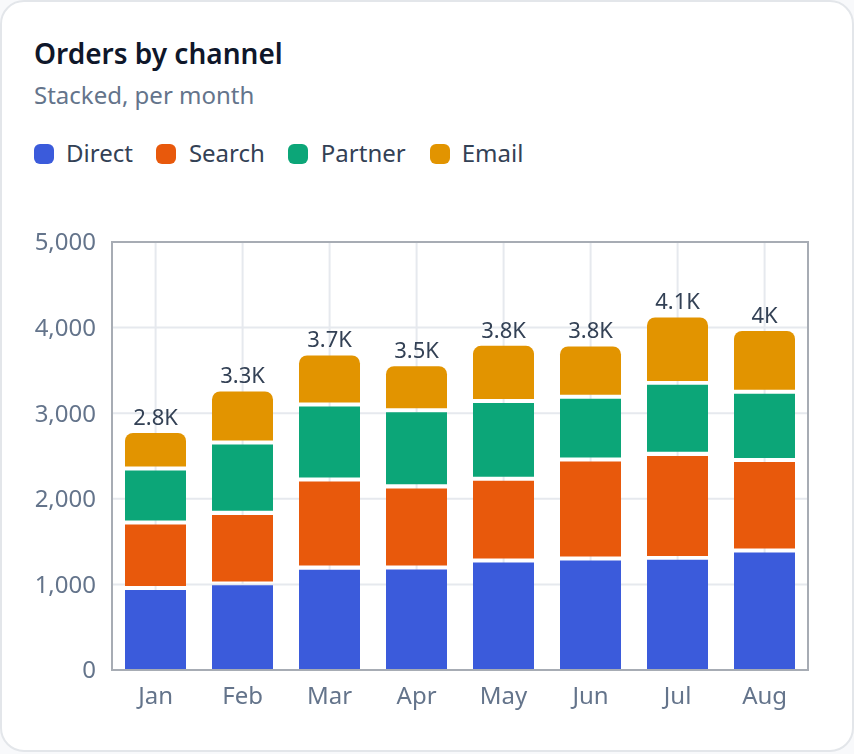 Orders by channel
Stacked, per month
Direct Search Partner Email
5,000
4,000
3,000
2,000
1,000
0
2.8K 3.3K 3.7K 3.5K 3.8K 3.8K 4.1K 4K
Jan Feb Mar Apr May Jun Jul Aug